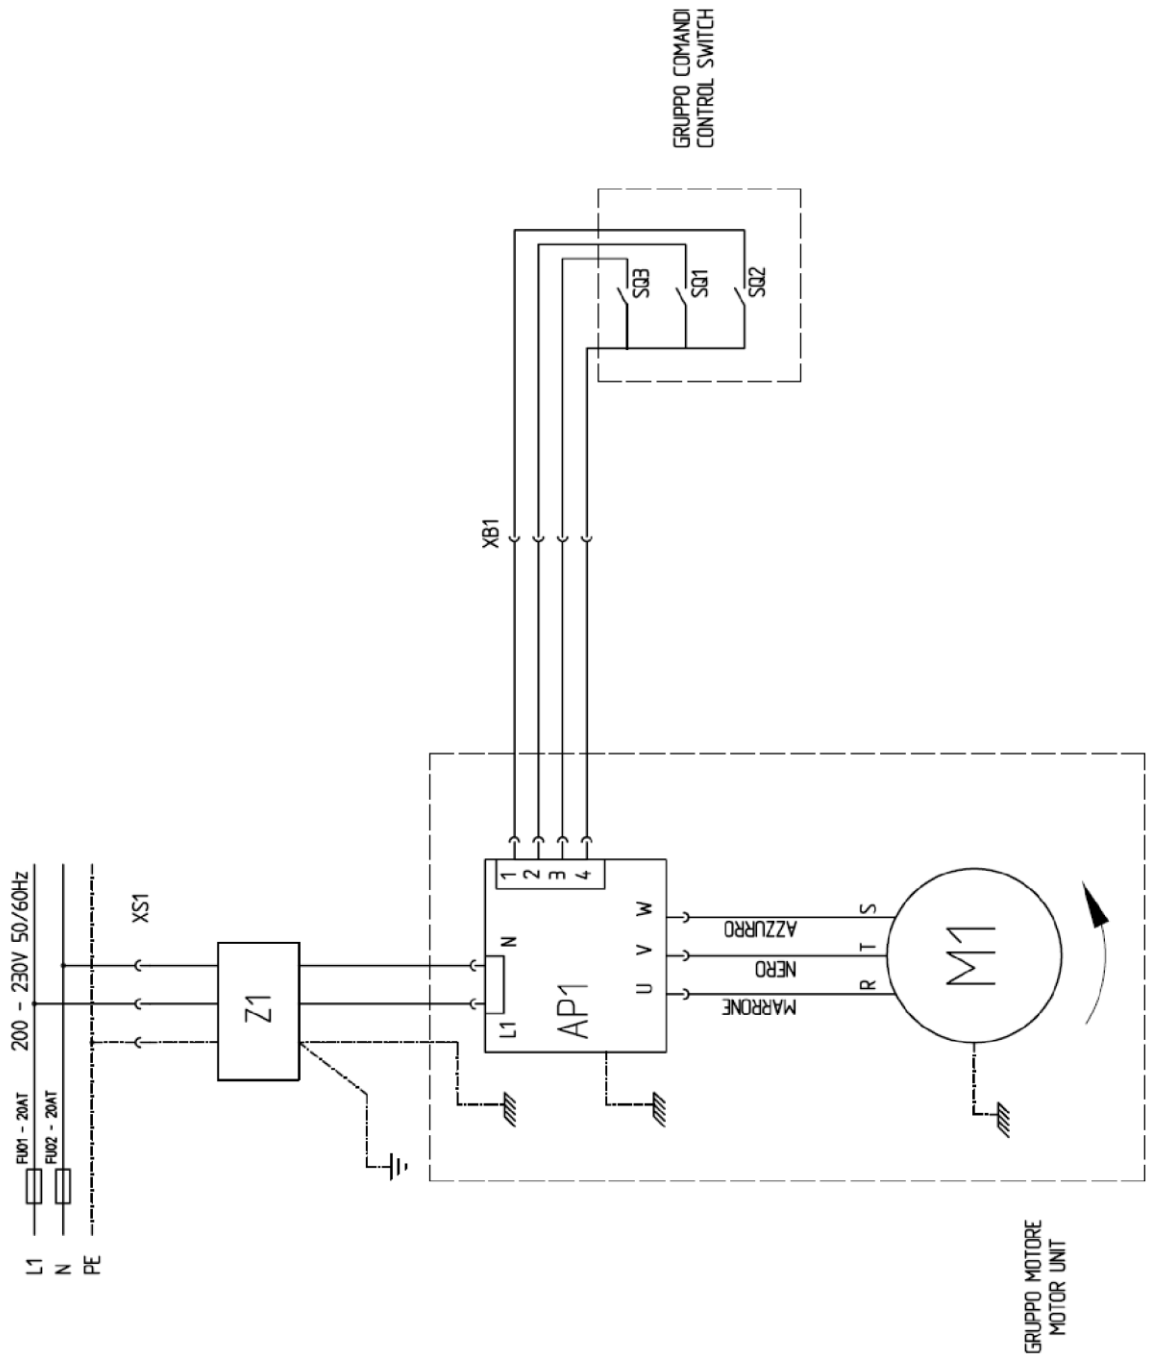 L1
N
PE
FU01 - 20AT
FU02 - 20AT
200 - 230V 50/60Hz
XS1
Z1
L1
N
AP1
1
2
3
4
U
V
W
MARRONE
NERO
AZZURRO
R
T
S
M1
GRUPPO MOTORE
MOTOR UNIT
XB1
SQ3
SQ1
SQ2
GRUPPO COMANDI
CONTROL SWITCH